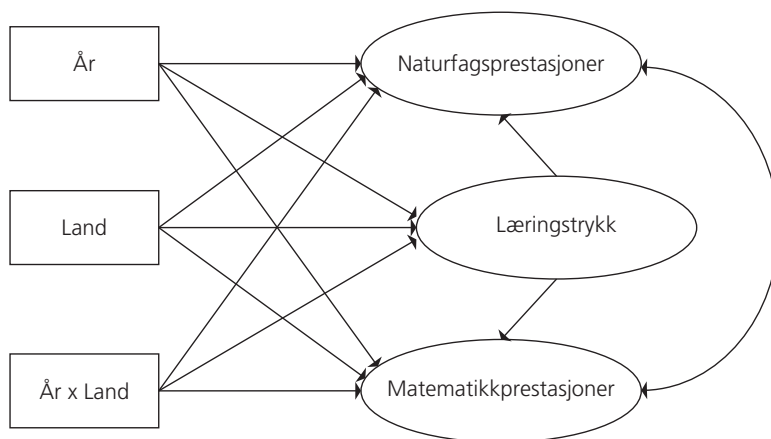 År
Naturfagsprestasjoner
Land
Læringstrykk
År x Land
Matematikkprestasjoner